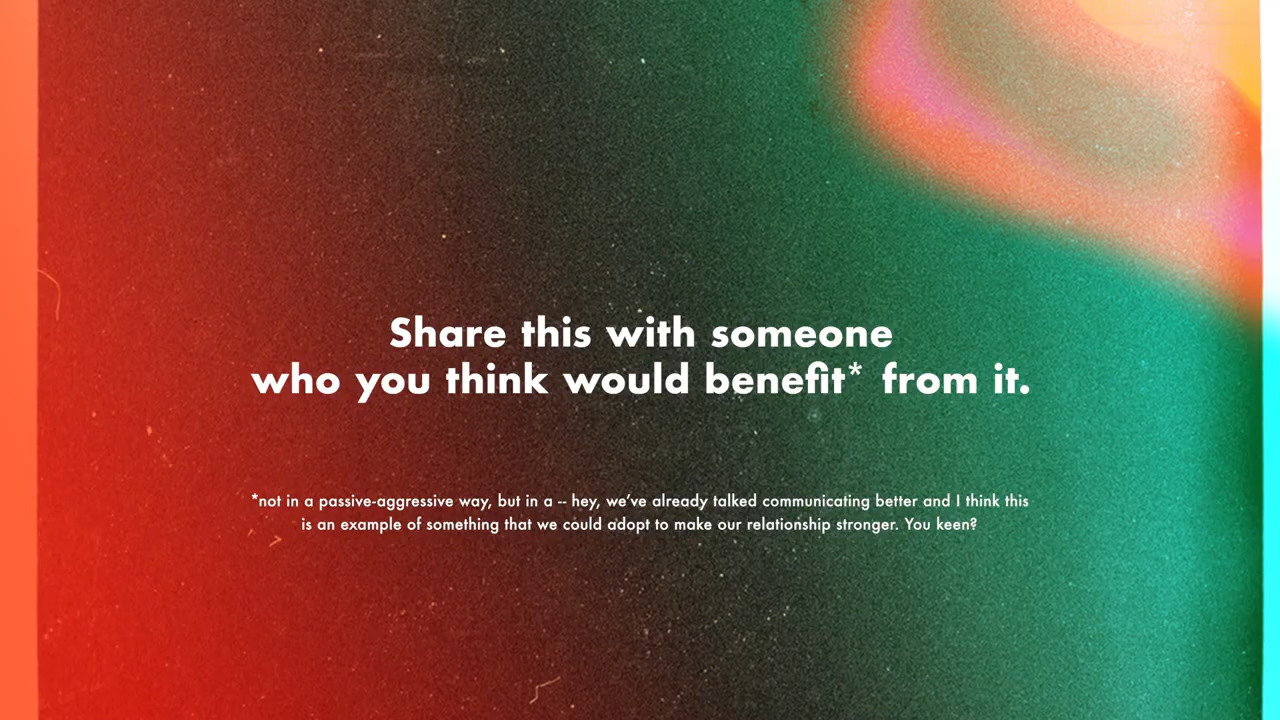 Share this with someone
who you think would benefit* from it.
*not in a passive-aggressive way, but in a -- hey, we've already talked communicating better and I think this
is an example of something that we could adopt to make our relationship stronger. You keen?